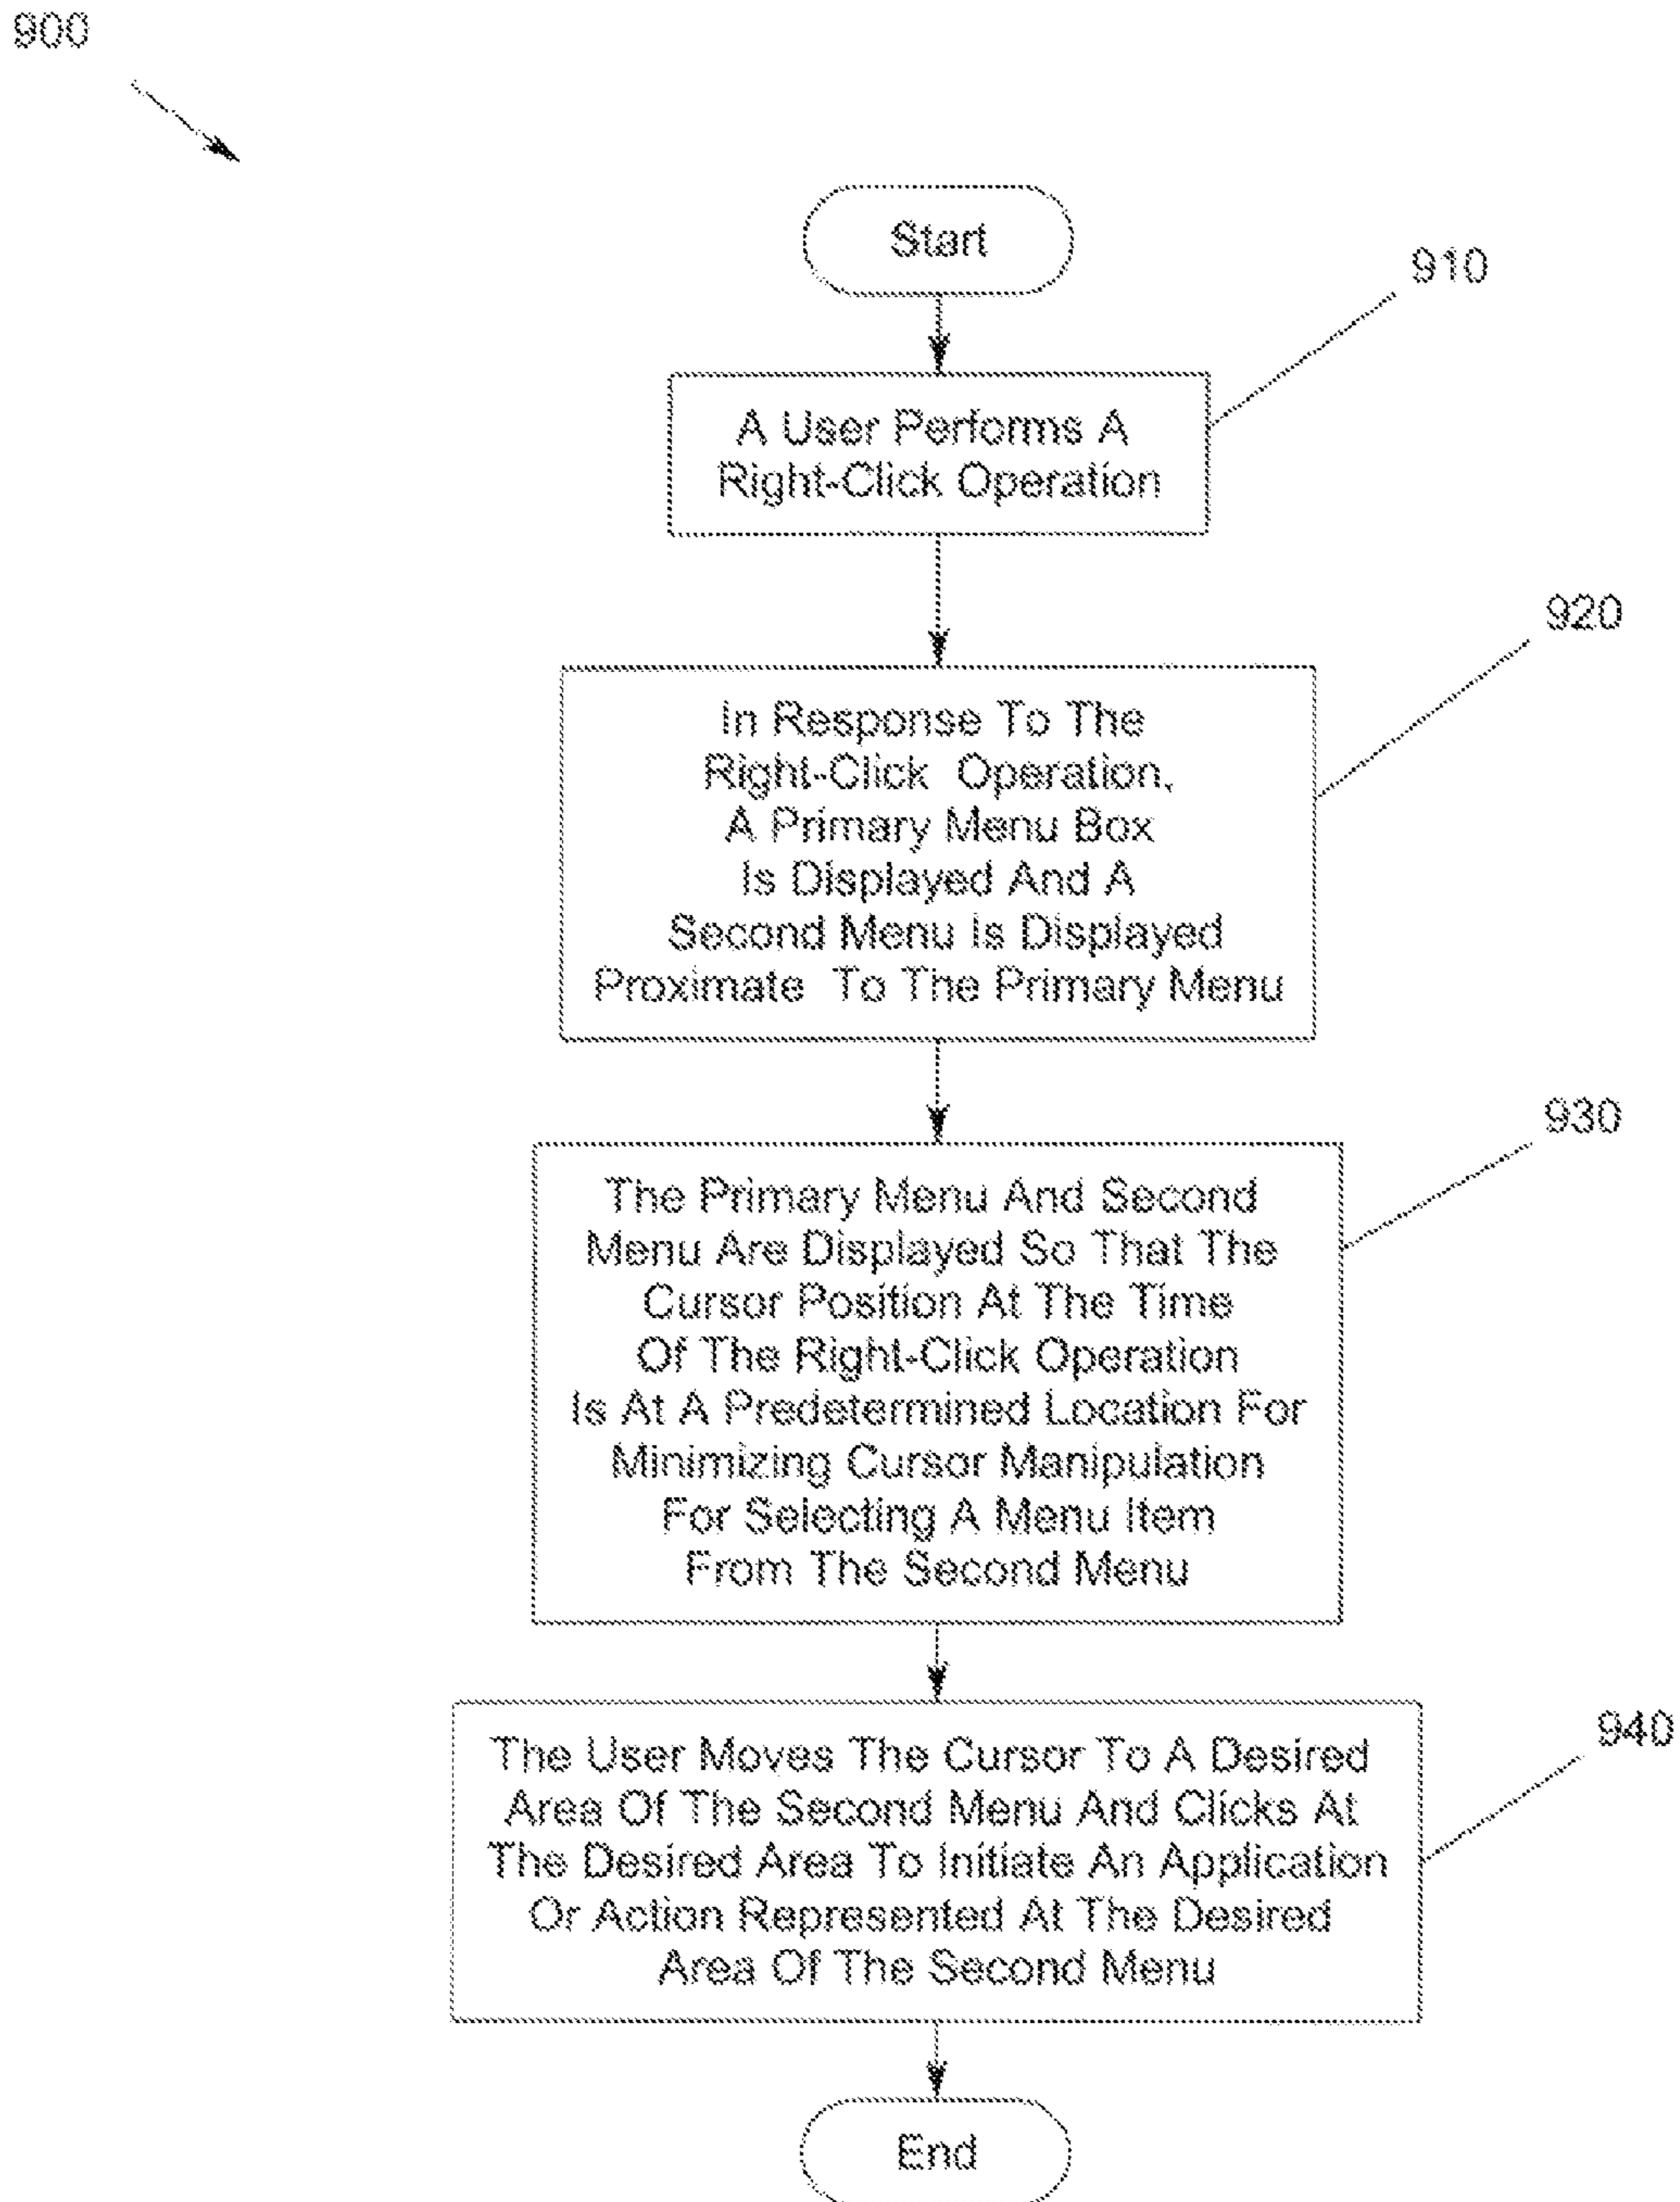 900
Start
910
A User Performs A
Right-Click Operation
920
In Response To The
Right-Click Operation,
A Primary Menu Box
Is Displayed And A
Second Menu Is Displayed
Proximate To The Primary Menu
930
The Primary Menu And Second
Menu Are Displayed So That The
Cursor Position At The Time
Of The Right-Click Operation
Is At A Predetermined Location For
Minimizing Cursor Manipulation
For Selecting A Menu Item
From The Second Menu
940
The User Moves The Cursor To A Desired
Area Of The Second Menu And Clicks At
The Desired Area To Initiate An Application
Or Action Represented At The Desired
Area Of The Second Menu
End